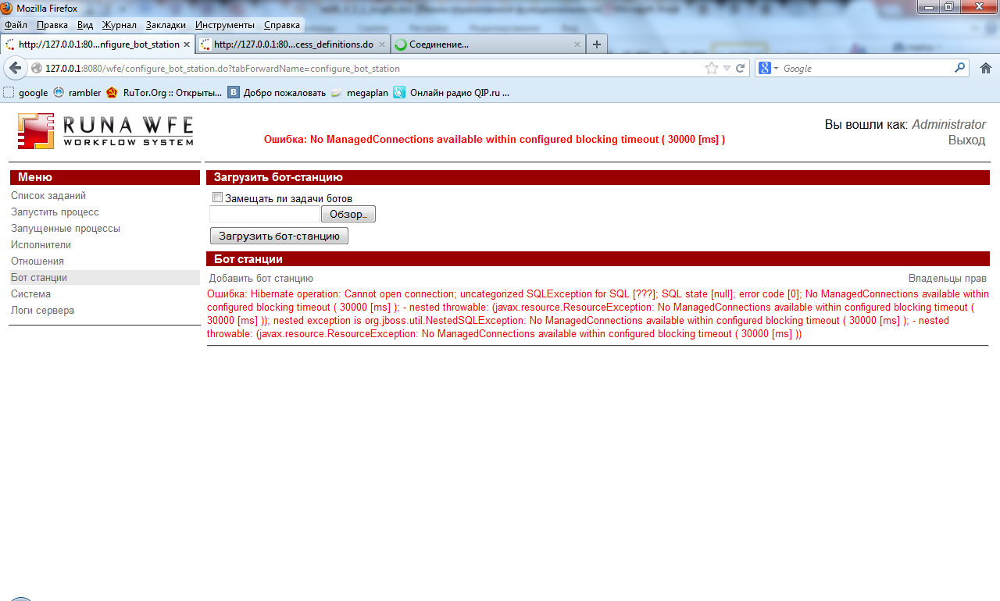 Mozilla Firefox
Файл Правка Вид Журнал Закладки Инструменты Справка
http://127.0.0.1:80...nfigure_bot_station
http://127.0.0.1:80...cess_definitions.do
Соединение...
127.0.0.1:8080/wfe/configure_bot_station.do?tabForwardName=configure_bot_station
Google
google rambler RuTor.Org :: Открыты... Добро пожаловать megaplan Онлайн радио QIP.ru ...
RUNA WFE
WORKFLOW SYSTEM
Ошибка: No ManagedConnections available within configured blocking timeout ( 30000 [ms] )
Вы вошли как: Administrator
Выход
Меню
Список заданий
Запустить процесс
Запущенные процессы
Исполнители
Отношения
Бот станции
Система
Логи сервера
Загрузить бот-станцию
Замещать ли задачи ботов
Обзор…
Загрузить бот-станцию
Бот станции
Добавить бот станцию Владельцы прав
Ошибка: Hibernate operation: Cannot open connection; uncategorized SQLException for SQL [???]; SQL state [null]; error code [0]; No ManagedConnections available within
configured blocking timeout ( 30000 [ms] ); - nested throwable: (javax.resource.ResourceException: No ManagedConnections available within configured blocking timeout (
30000 [ms] )); nested exception is org.jboss.util.NestedSQLException: No ManagedConnections available within configured blocking timeout ( 30000 [ms] ); - nested
throwable: (javax.resource.ResourceException: No ManagedConnections available within configured blocking timeout ( 30000 [ms] ))